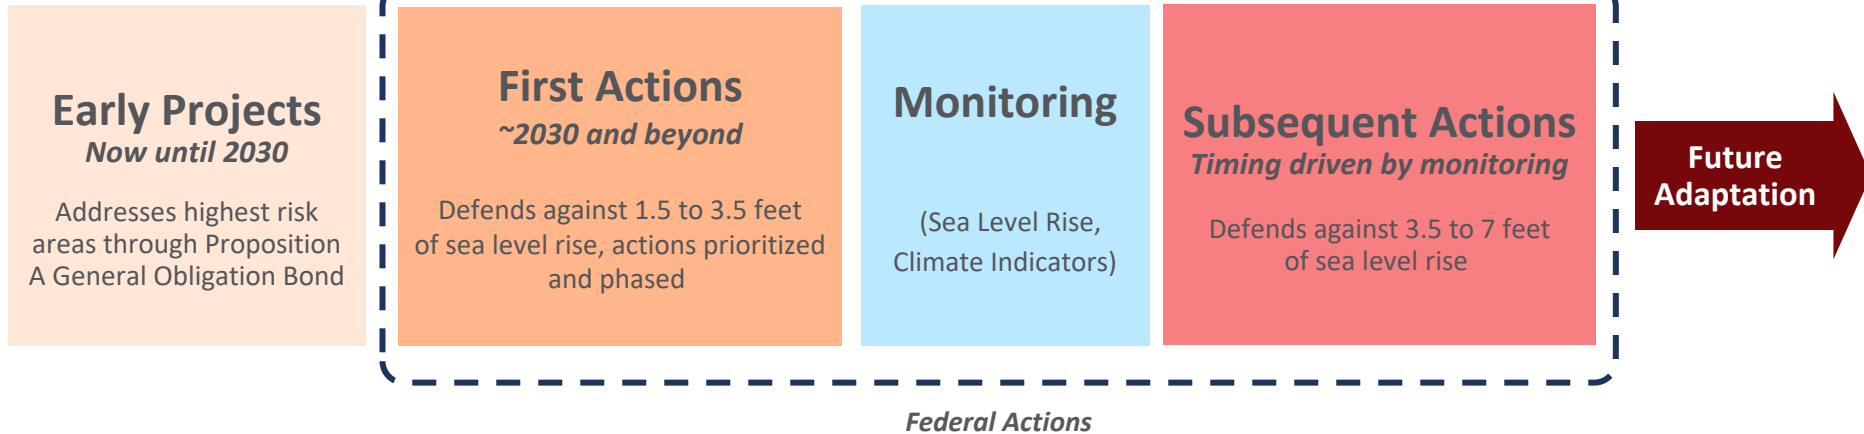 Early Projects
Now until 2030
Addresses highest risk
areas through Proposition
A General Obligation Bond
First Actions
~2030 and beyond
Defends against 1.5 to 3.5 feet
of sea level rise, actions prioritized
and phased
Monitoring
(Sea Level Rise,
Climate Indicators)
Subsequent Actions
Timing driven by monitoring
Defends against 3.5 to 7 feet
of sea level rise
Future
Adaptation
Federal Actions